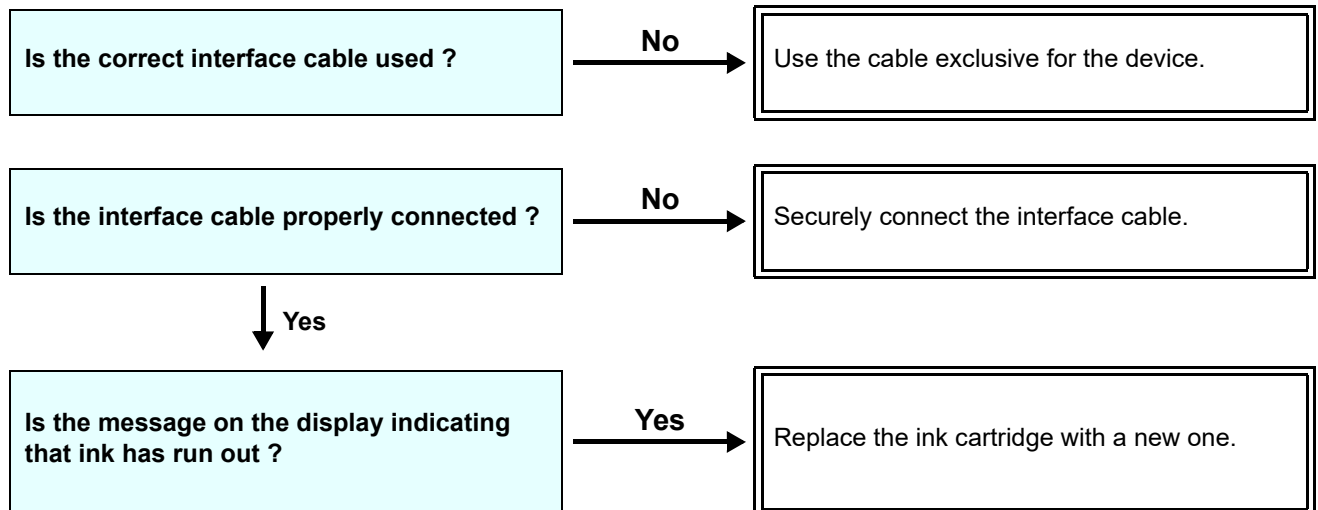 Is the correct interface cable used ?
No
Use the cable exclusive for the device.
Is the interface cable properly connected ?
No
Securely connect the interface cable.
Yes
Is the message on the display indicating
that ink has run out ?
Yes
Replace the ink cartridge with a new one.